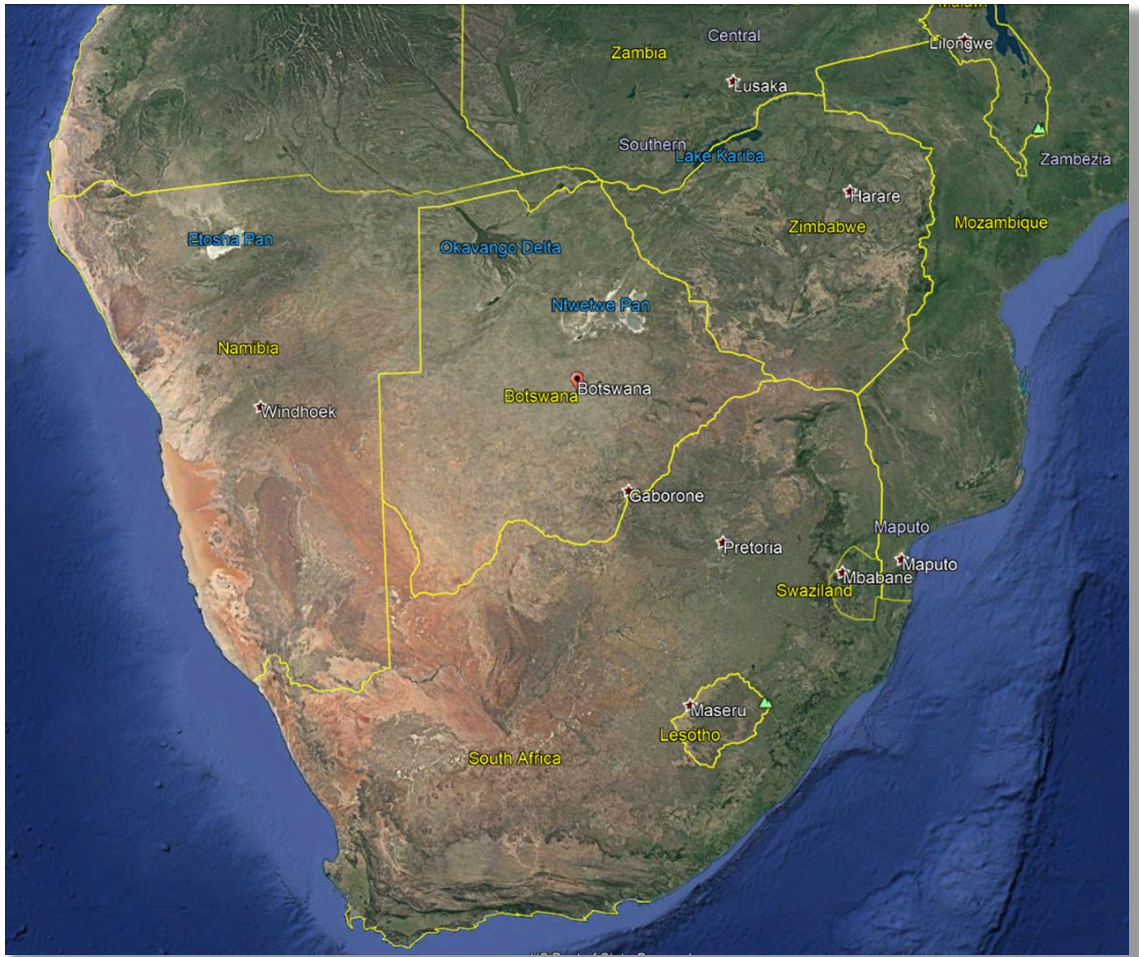 Malawi
Central
Lilongwe
Zambia
Lusaka
Southern
Lake Kariba
Zambezia
Harare
Zimbabwe
Mozambique
Etosha Pan
Okavango Delta
Ntwetwe Pan
Namibia
Botswana
Botswana
Windhoek
Gaborone
Maputo
Pretoria
Maputo
Mbabane
Swaziland
Maseru
Lesotho
South Africa